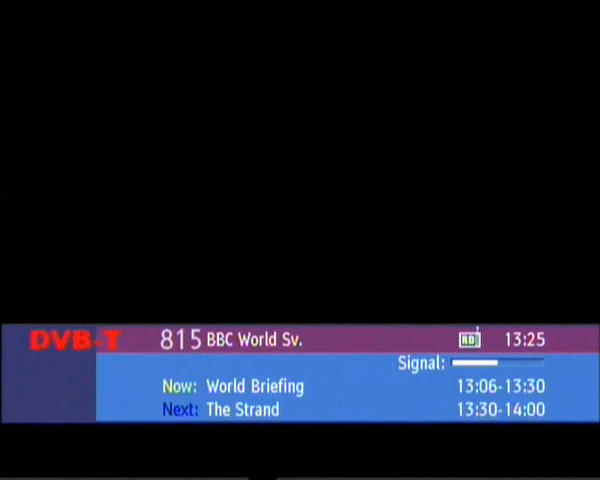 DVB-T 815 BBC World Sv. RD 13:25
Signal:
Now: World Briefing 13:06-13:30
Next: The Strand 13:30-14:00